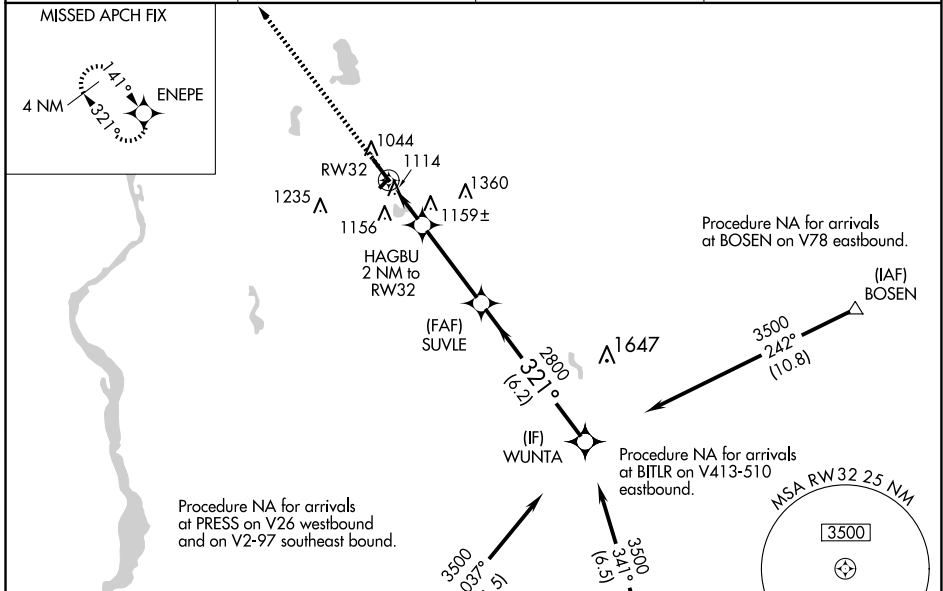 MISSED APCH FIX
141°
ENEPE
4 NM
321°
1044
RW32
1114
1360
1235
1159±
1156
HAGBU
2 NM to
RW32
Procedure NA for arrivals
at BOSEN on V78 eastbound.
(IAF)
BOSEN
(FAF)
SUVLE
3500
242°
(10.8)
1647
2800
321°
(6.2)
(IF)
WUNTA
Procedure NA for arrivals
at BITLR on V413-510
eastbound.
MSA RW32 25 NM
3500
Procedure NA for arrivals
at PRESS on V26 westbound
and on V2-97 southeast bound.
3500
037°
3500
341°
(6.5)